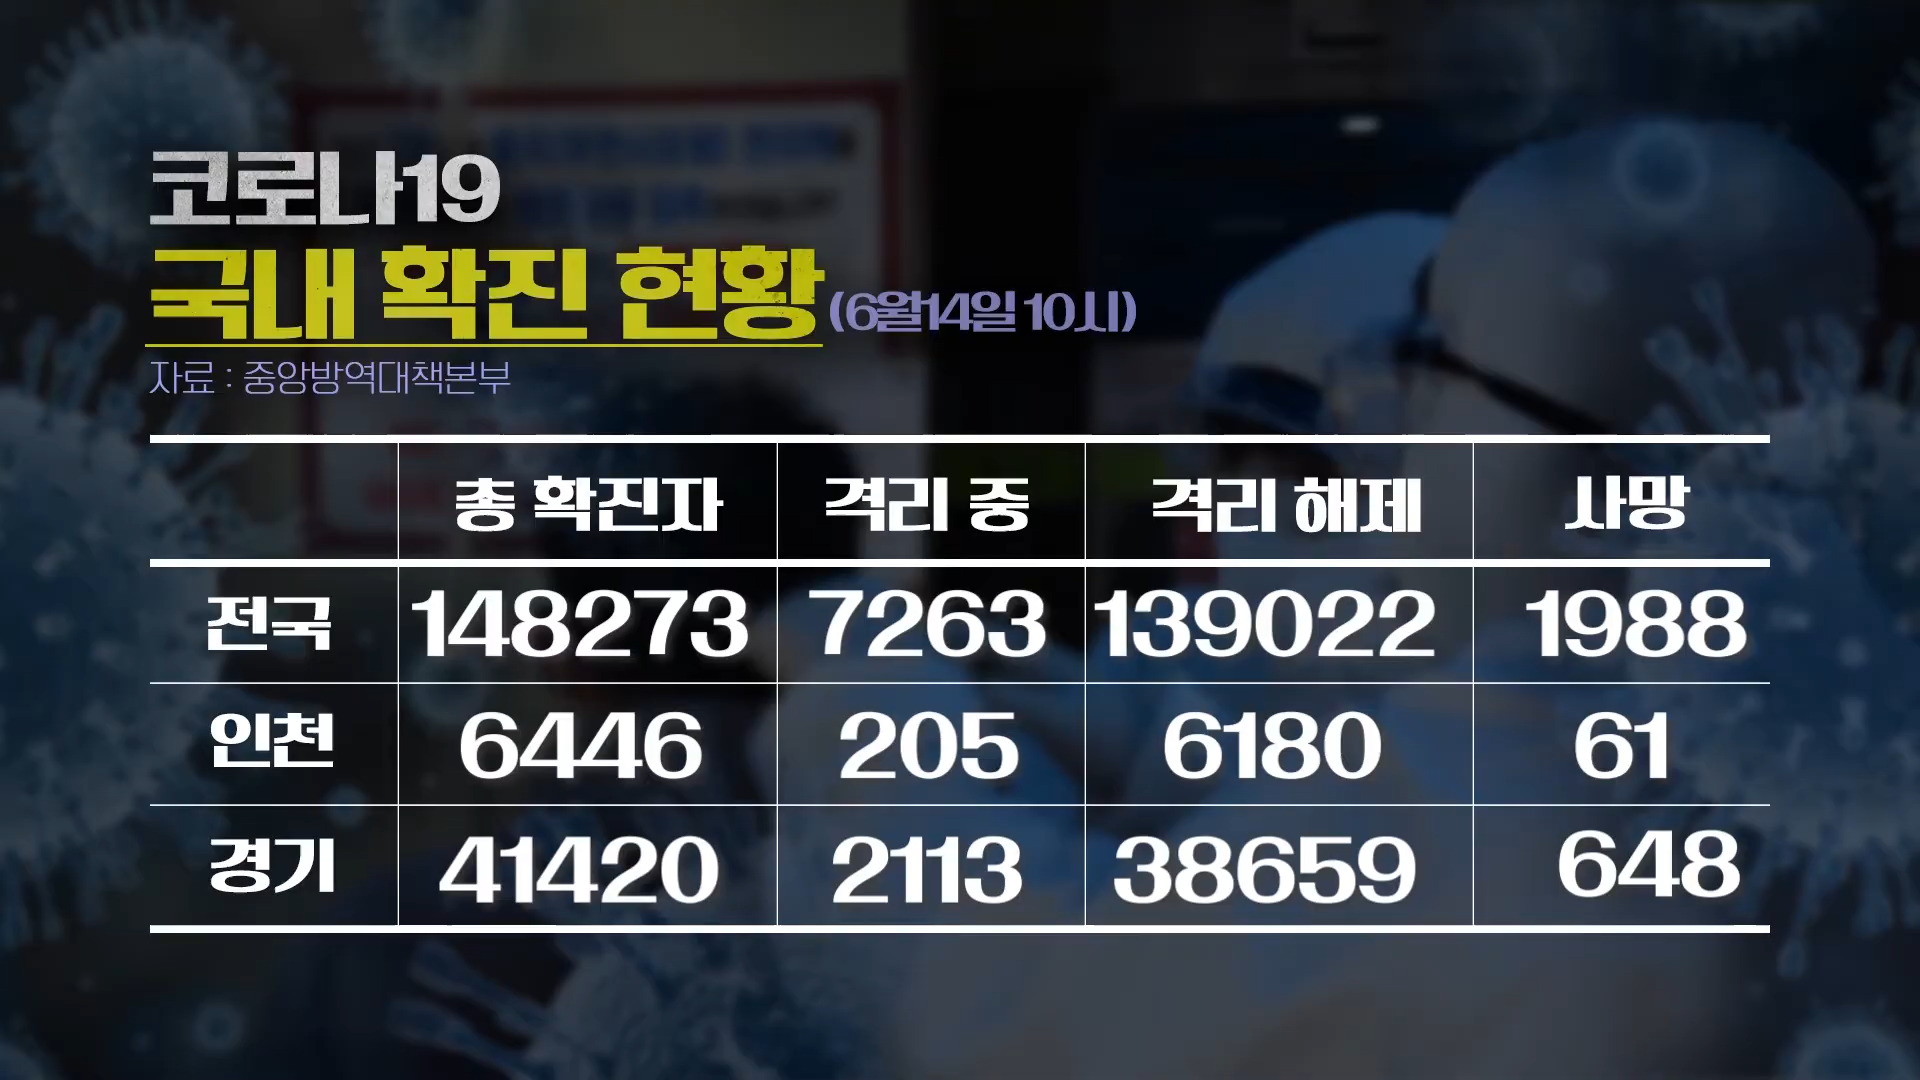 코로나19
국내 확진 현황 (6월14일 10시)
자료 : 중앙방역대책본부
총 확진자 격리 중 격리 해제 사망
전국 148273 7263 139022 1988
인천 6446 205 6180 61
경기 41420 2113 38659 648